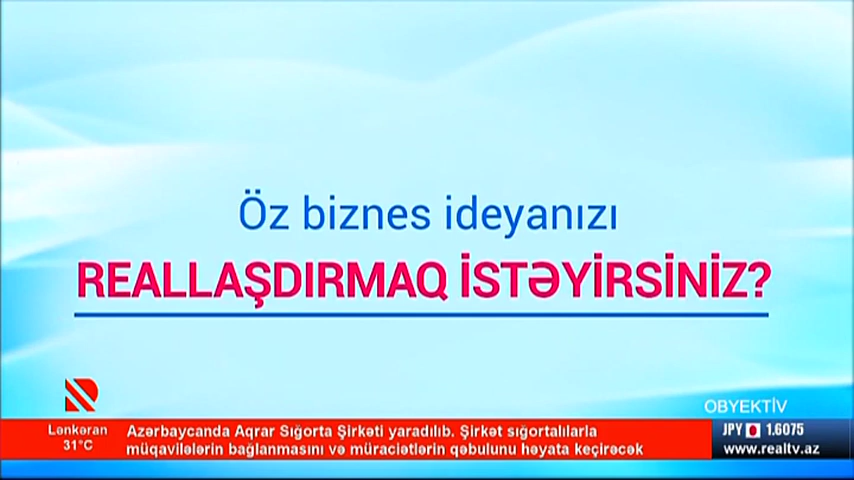 Öz biznes ideyanızı
REALLAŞDIRMAQ İSTƏYİRSİNİZ?
OBYEKTİV
Lənkəran
31°C
Azərbaycanda Aqrar Sığorta Şirkəti yaradılıb. Şirkət sığortalılarla
müqavilələrin bağlanmasını və müraciətlərin qəbulunu həyata keçirəcək
JPY 1.6075
www.realtv.az